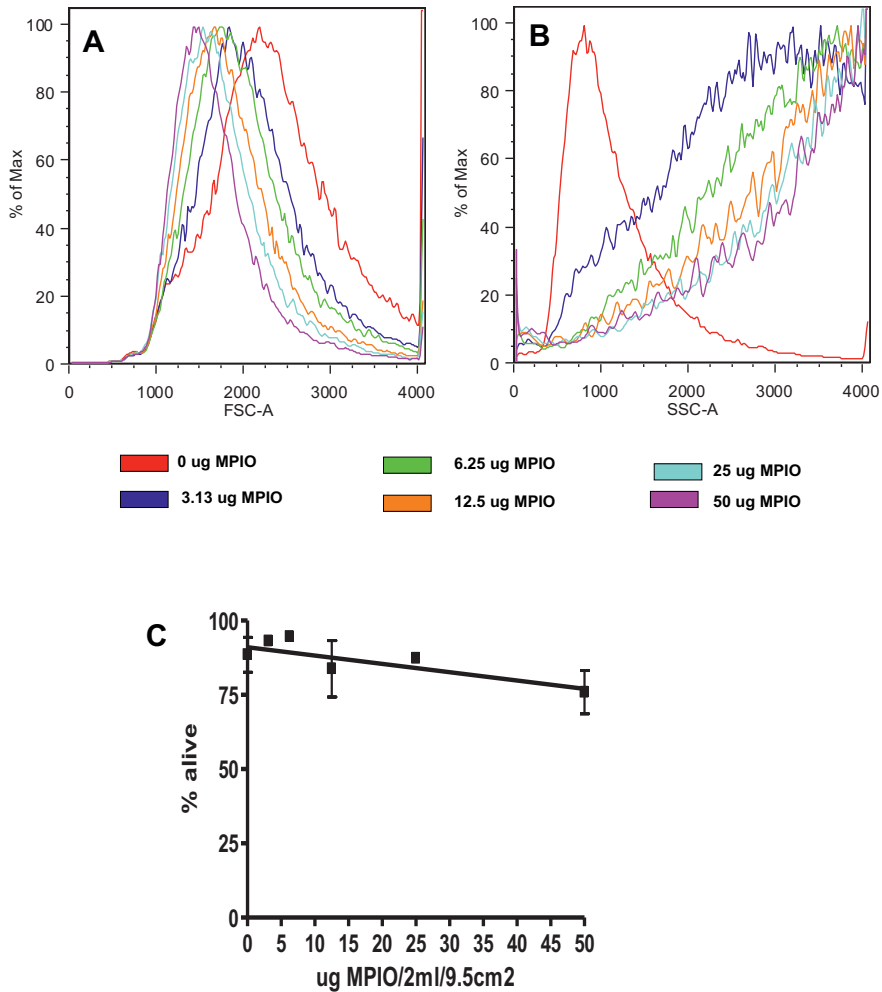 A
% of Max
100
80
60
40
20
0
0 1000 2000 3000 4000
FSC-A
B
% of Max
100
80
60
40
20
0
0 1000 2000 3000 4000
SSC-A
0 ug MPIO
6.25 ug MPIO
25 ug MPIO
3.13 ug MPIO
12.5 ug MPIO
50 ug MPIO
C
% alive
100
75
50
25
0
0 5 10 15 20 25 30 35 40 45 50
ug MPIO/2ml/9.5cm2